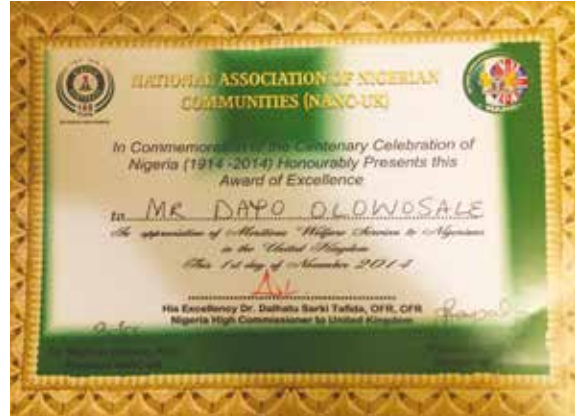 NATIONAL ASSOCIATION OF NIGERIAN
COMMUNITIES (NANC-UK)
In Commemoration of the Centenary Celebration of
Nigeria (1914 -2014) Honourably Presents this
Award of Excellence
to MR DAYO OLOWOSALE
In appreciation of Meritous Welfare Services to Nigerians
in the United Kingdom
This 1st day of November 2014
His Excellency Dr. Dalhatu Sarki Tafida, OFR, CFR
Nigeria High Commissioner to United Kingdom